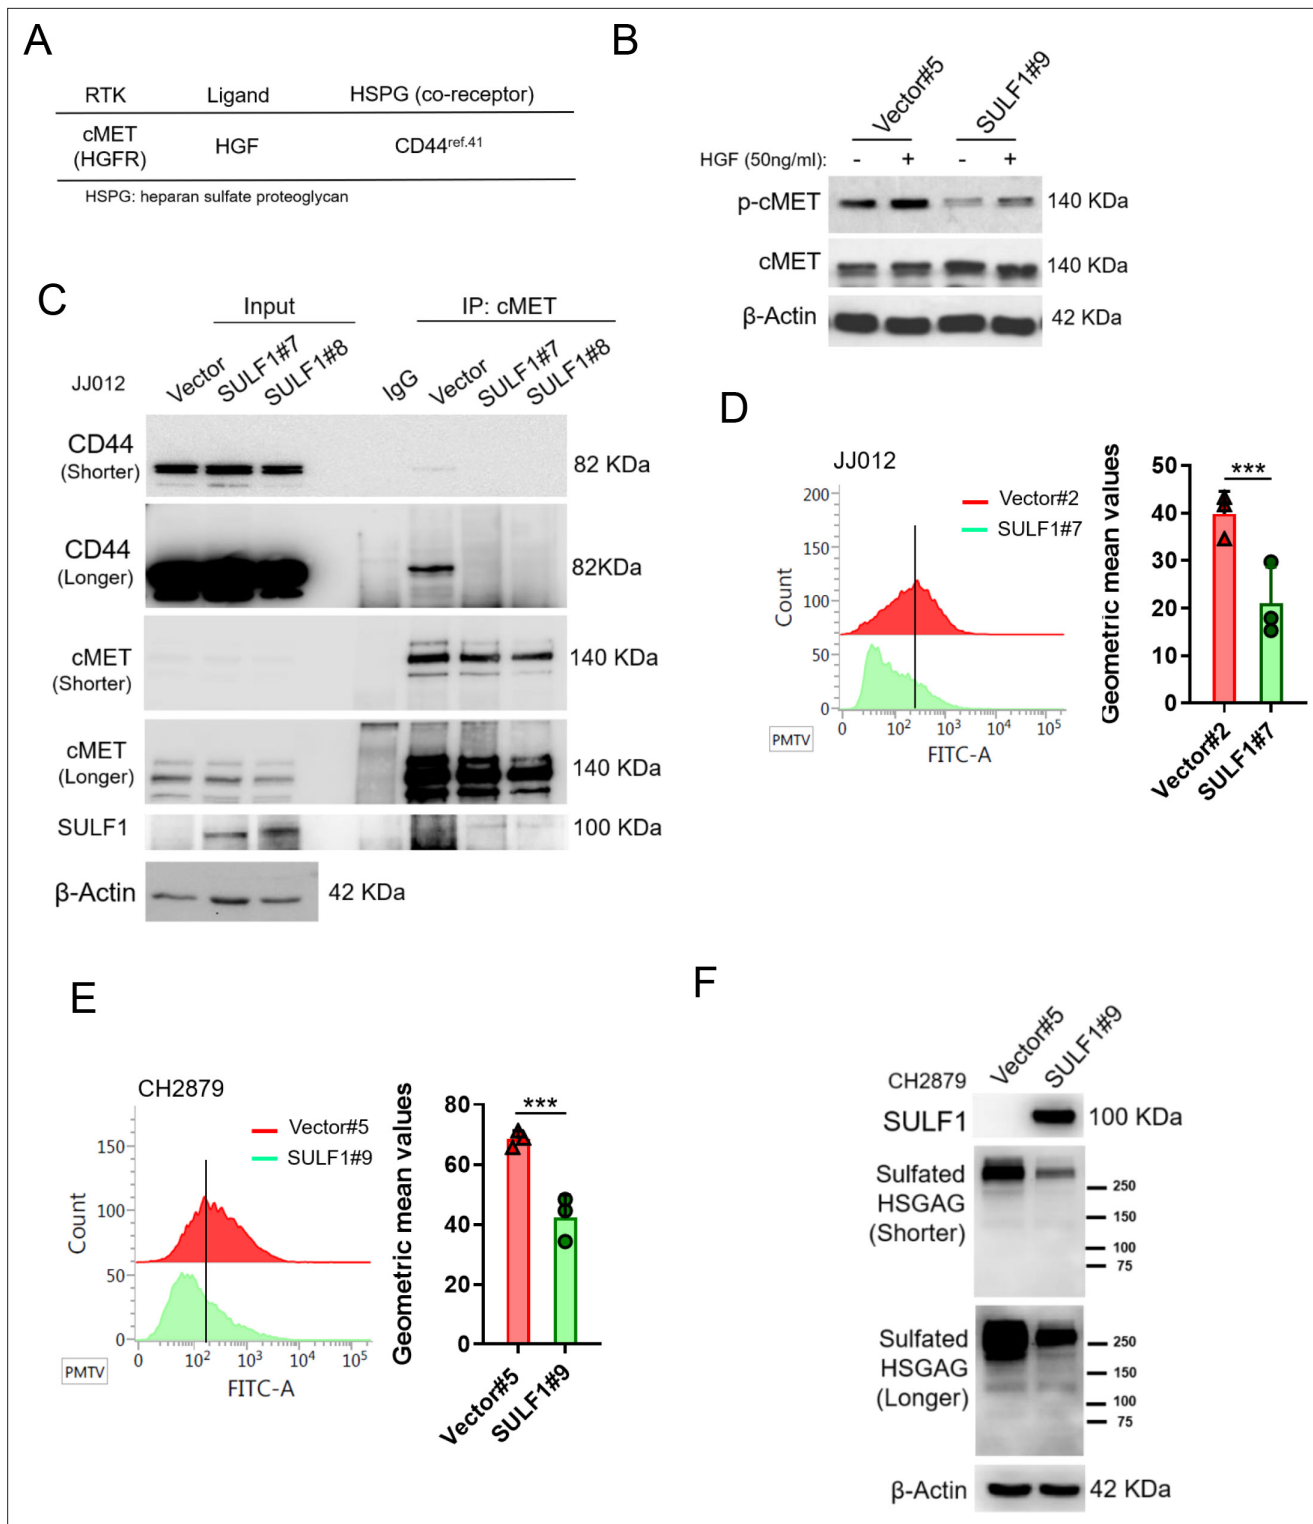 A
RTK Ligand HSPG (co-receptor)
cMET
(HGFR) HGF CD44ref.41
HSPG: heparan sulfate proteoglycan
B
Vector#5 SULF1#9
HGF (50ng/ml): - + - +
p-cMET 140 KDa
cMET 140 KDa
β-Actin 42 KDa
C
Input IP: cMET
JJ012 Vector SULF1#7 SULF1#8 IgG Vector SULF1#7 SULF1#8
CD44
(Shorter) 82 KDa
CD44
(Longer) 82KDa
cMET
(Shorter) 140 KDa
cMET
(Longer) 140 KDa
SULF1 100 KDa
β-Actin 42 KDa
D
JJ012
Vector#2
SULF1#7
Count
200
150
100
50
0
0 10² 10³ 10⁴ 10⁵
PMTV
FITC-A
Geometric mean values
***
50
40
30
20
10
0
Vector#2 SULF1#7
E
CH2879
Vector#5
SULF1#9
Count
150
100
50
0
0 10² 10³ 10⁴ 10⁵
PMTV
FITC-A
Geometric mean values
***
80
60
40
20
0
Vector#5 SULF1#9
F
CH2879 Vector#5 SULF1#9
SULF1 100 KDa
Sulfated
HSGAG
(Shorter)
250
150
100
75
Sulfated
HSGAG
(Longer)
250
150
100
75
β-Actin 42 KDa